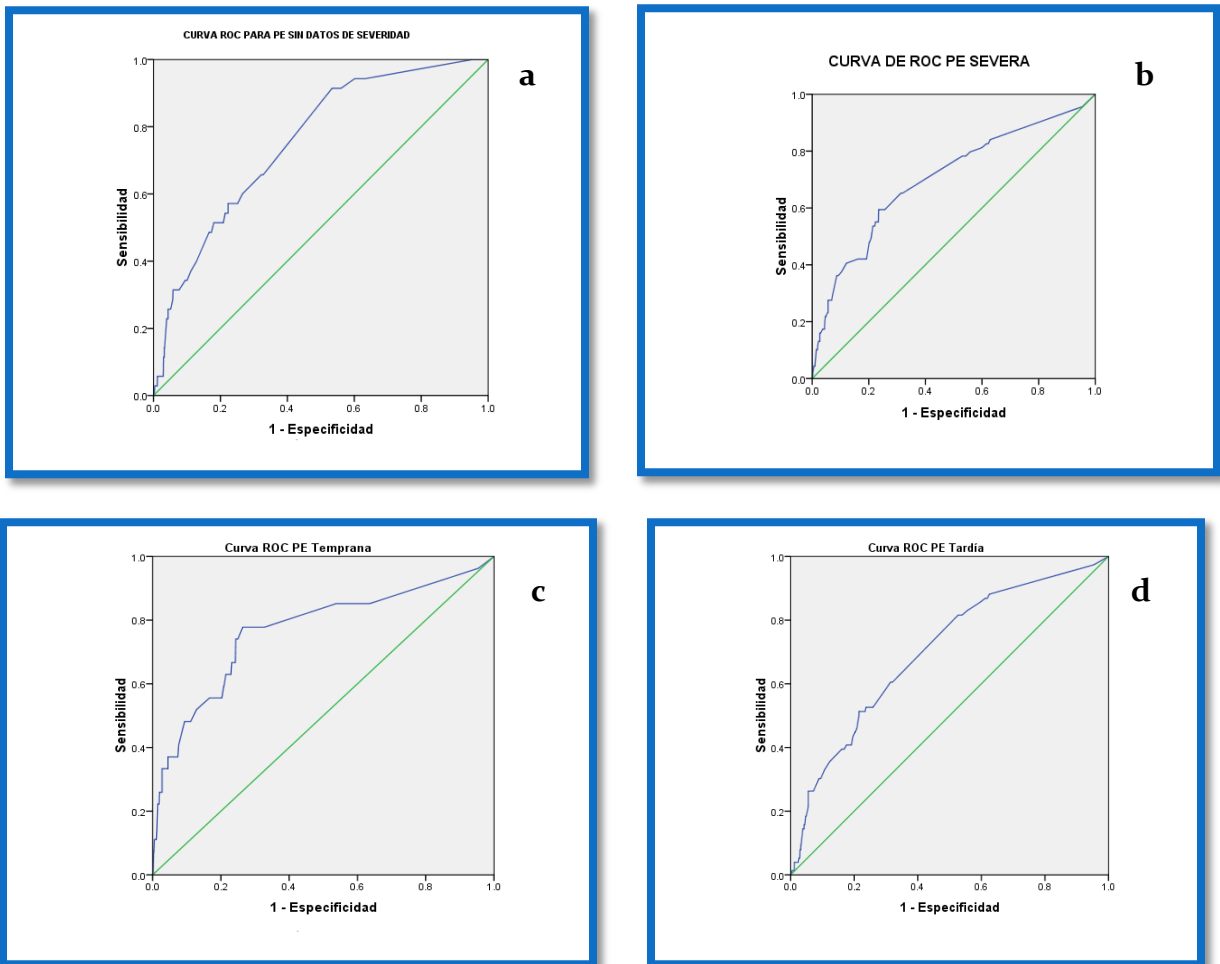 CURVA ROC PARA PE SIN DATOS DE SEVERIDAD
a
1.0
0.8
0.6
0.4
0.2
0.0
Sensibilidad
0.0 0.2 0.4 0.6 0.8 1.0
1 - Especificidad
CURVA DE ROC PE SEVERA
b
1.0
0.8
0.6
0.4
0.2
0.0
Sensibilidad
0.0 0.2 0.4 0.6 0.8 1.0
1 - Especificidad
Curva ROC PE Temprana
c
1.0
0.8
0.6
0.4
0.2
0.0
Sensibilidad
0.0 0.2 0.4 0.6 0.8 1.0
1 - Especificidad
Curva ROC PE Tardía
d
1.0
0.8
0.6
0.4
0.2
0.0
Sensibilidad
0.0 0.2 0.4 0.6 0.8 1.0
1 - Especificidad